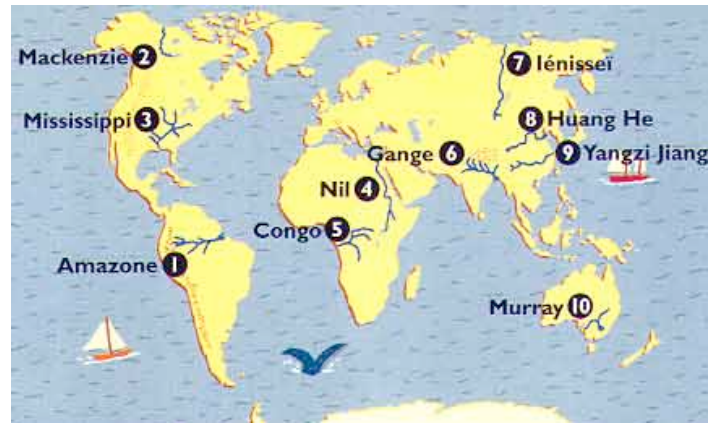 Mackenzie 2
7 Iénisseï
Mississippi 3
8 Huang He
Gange 6
9 Yangzi Jiang
Nil 4
Congo 5
Amazone 1
Murray 10